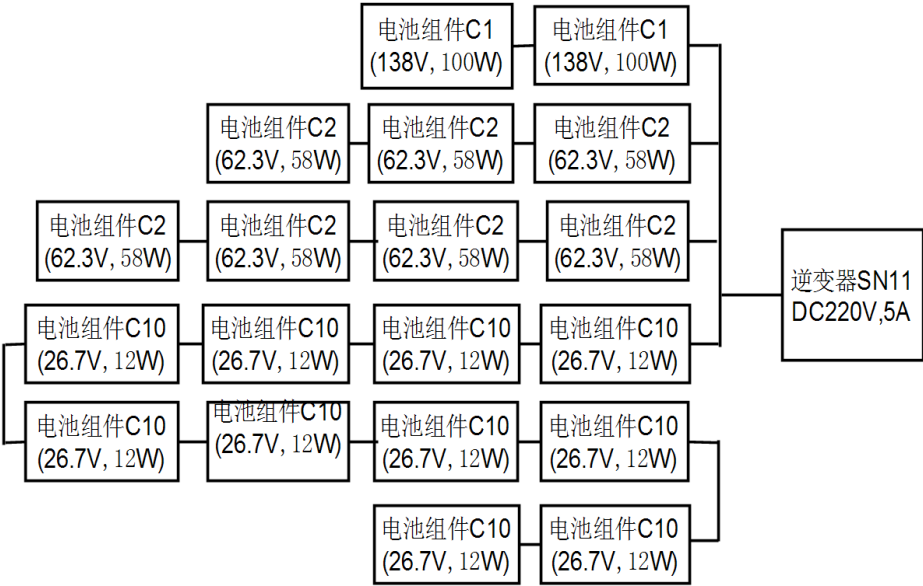 电池组件C1
(138V, 100W)
电池组件C1
(138V, 100W)
电池组件C2
(62.3V, 58W)
电池组件C2
(62.3V, 58W)
电池组件C2
(62.3V, 58W)
电池组件C2
(62.3V, 58W)
电池组件C2
(62.3V, 58W)
电池组件C2
(62.3V, 58W)
电池组件C2
(62.3V, 58W)
逆变器SN11
DC220V,5A
电池组件C10
(26.7V, 12W)
电池组件C10
(26.7V, 12W)
电池组件C10
(26.7V, 12W)
电池组件C10
(26.7V, 12W)
电池组件C10
(26.7V, 12W)
电池组件C10
(26.7V, 12W)
电池组件C10
(26.7V, 12W)
电池组件C10
(26.7V, 12W)
电池组件C10
(26.7V, 12W)
电池组件C10
(26.7V, 12W)